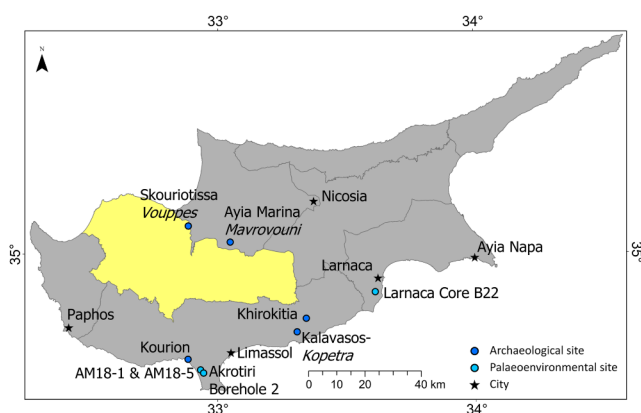 33°
34°
N
Skouriotissa
Vouppes
Ayia Marina
Mavrovouni
Nicosia
35°
35°
Ayia Napa
Larnaca
Larnaca Core B22
Khirokitia
Paphos
Kalavasos-
Kopetra
Kourion
Limassol
AM18-1 & AM18-5
Akrotiri
Borehole 2
Archaeological site
Palaeoenvironmental site
City
0 10 20 40 km
33°
34°